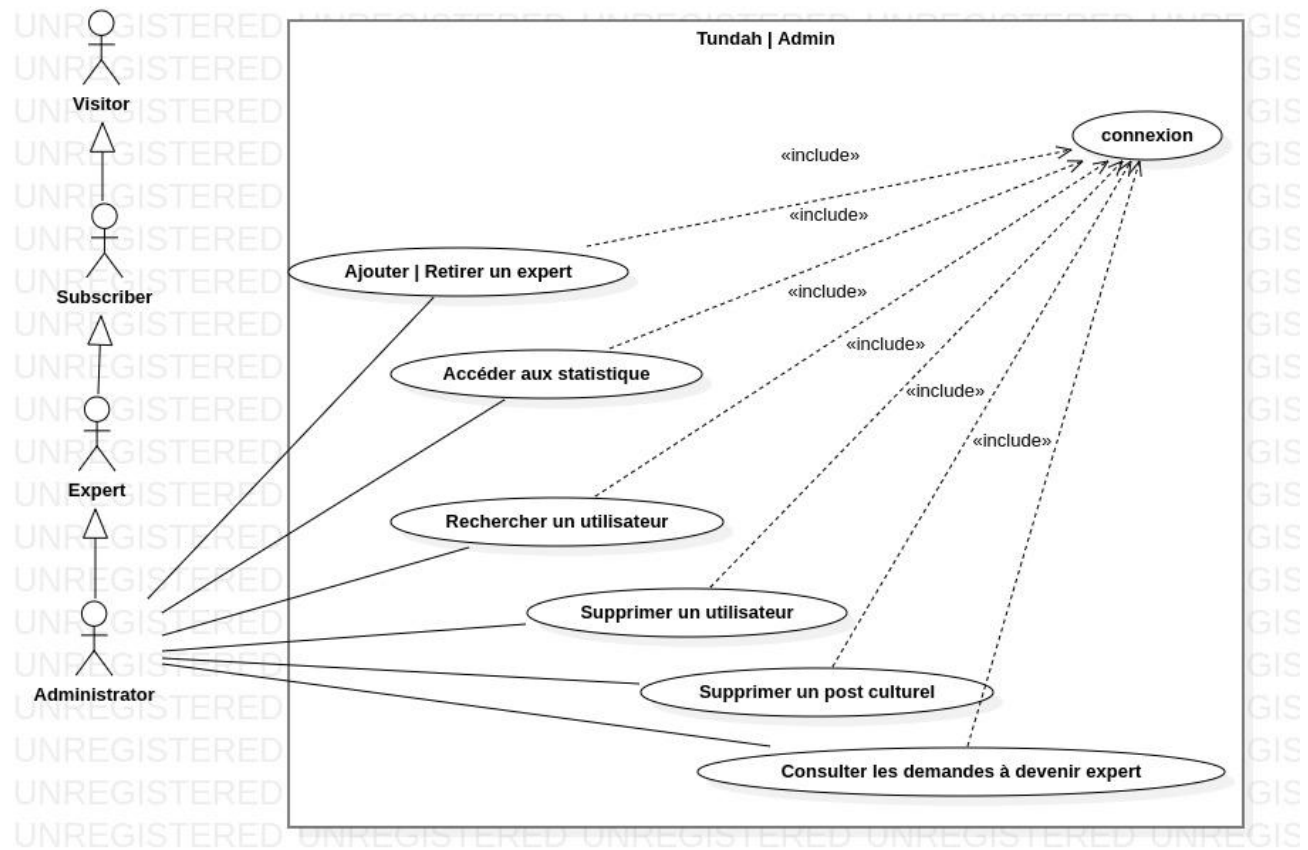 Tundah | Admin
Visitor
connexion
«include»
«include»
Ajouter | Retirer un expert
Subscriber
«include»
«include»
Accéder aux statistique
«include»
«include»
Expert
Rechercher un utilisateur
Supprimer un utilisateur
Administrator
Supprimer un post culturel
Consulter les demandes à devenir expert
UNREGISTERED